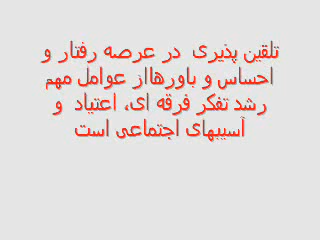 تلقین پذیری در عرصه رفتار و
احساس و باورهااز عوامل مهم
رشد تفکر فرقه ای، اعتیاد و
آسیبهای اجتماعی است